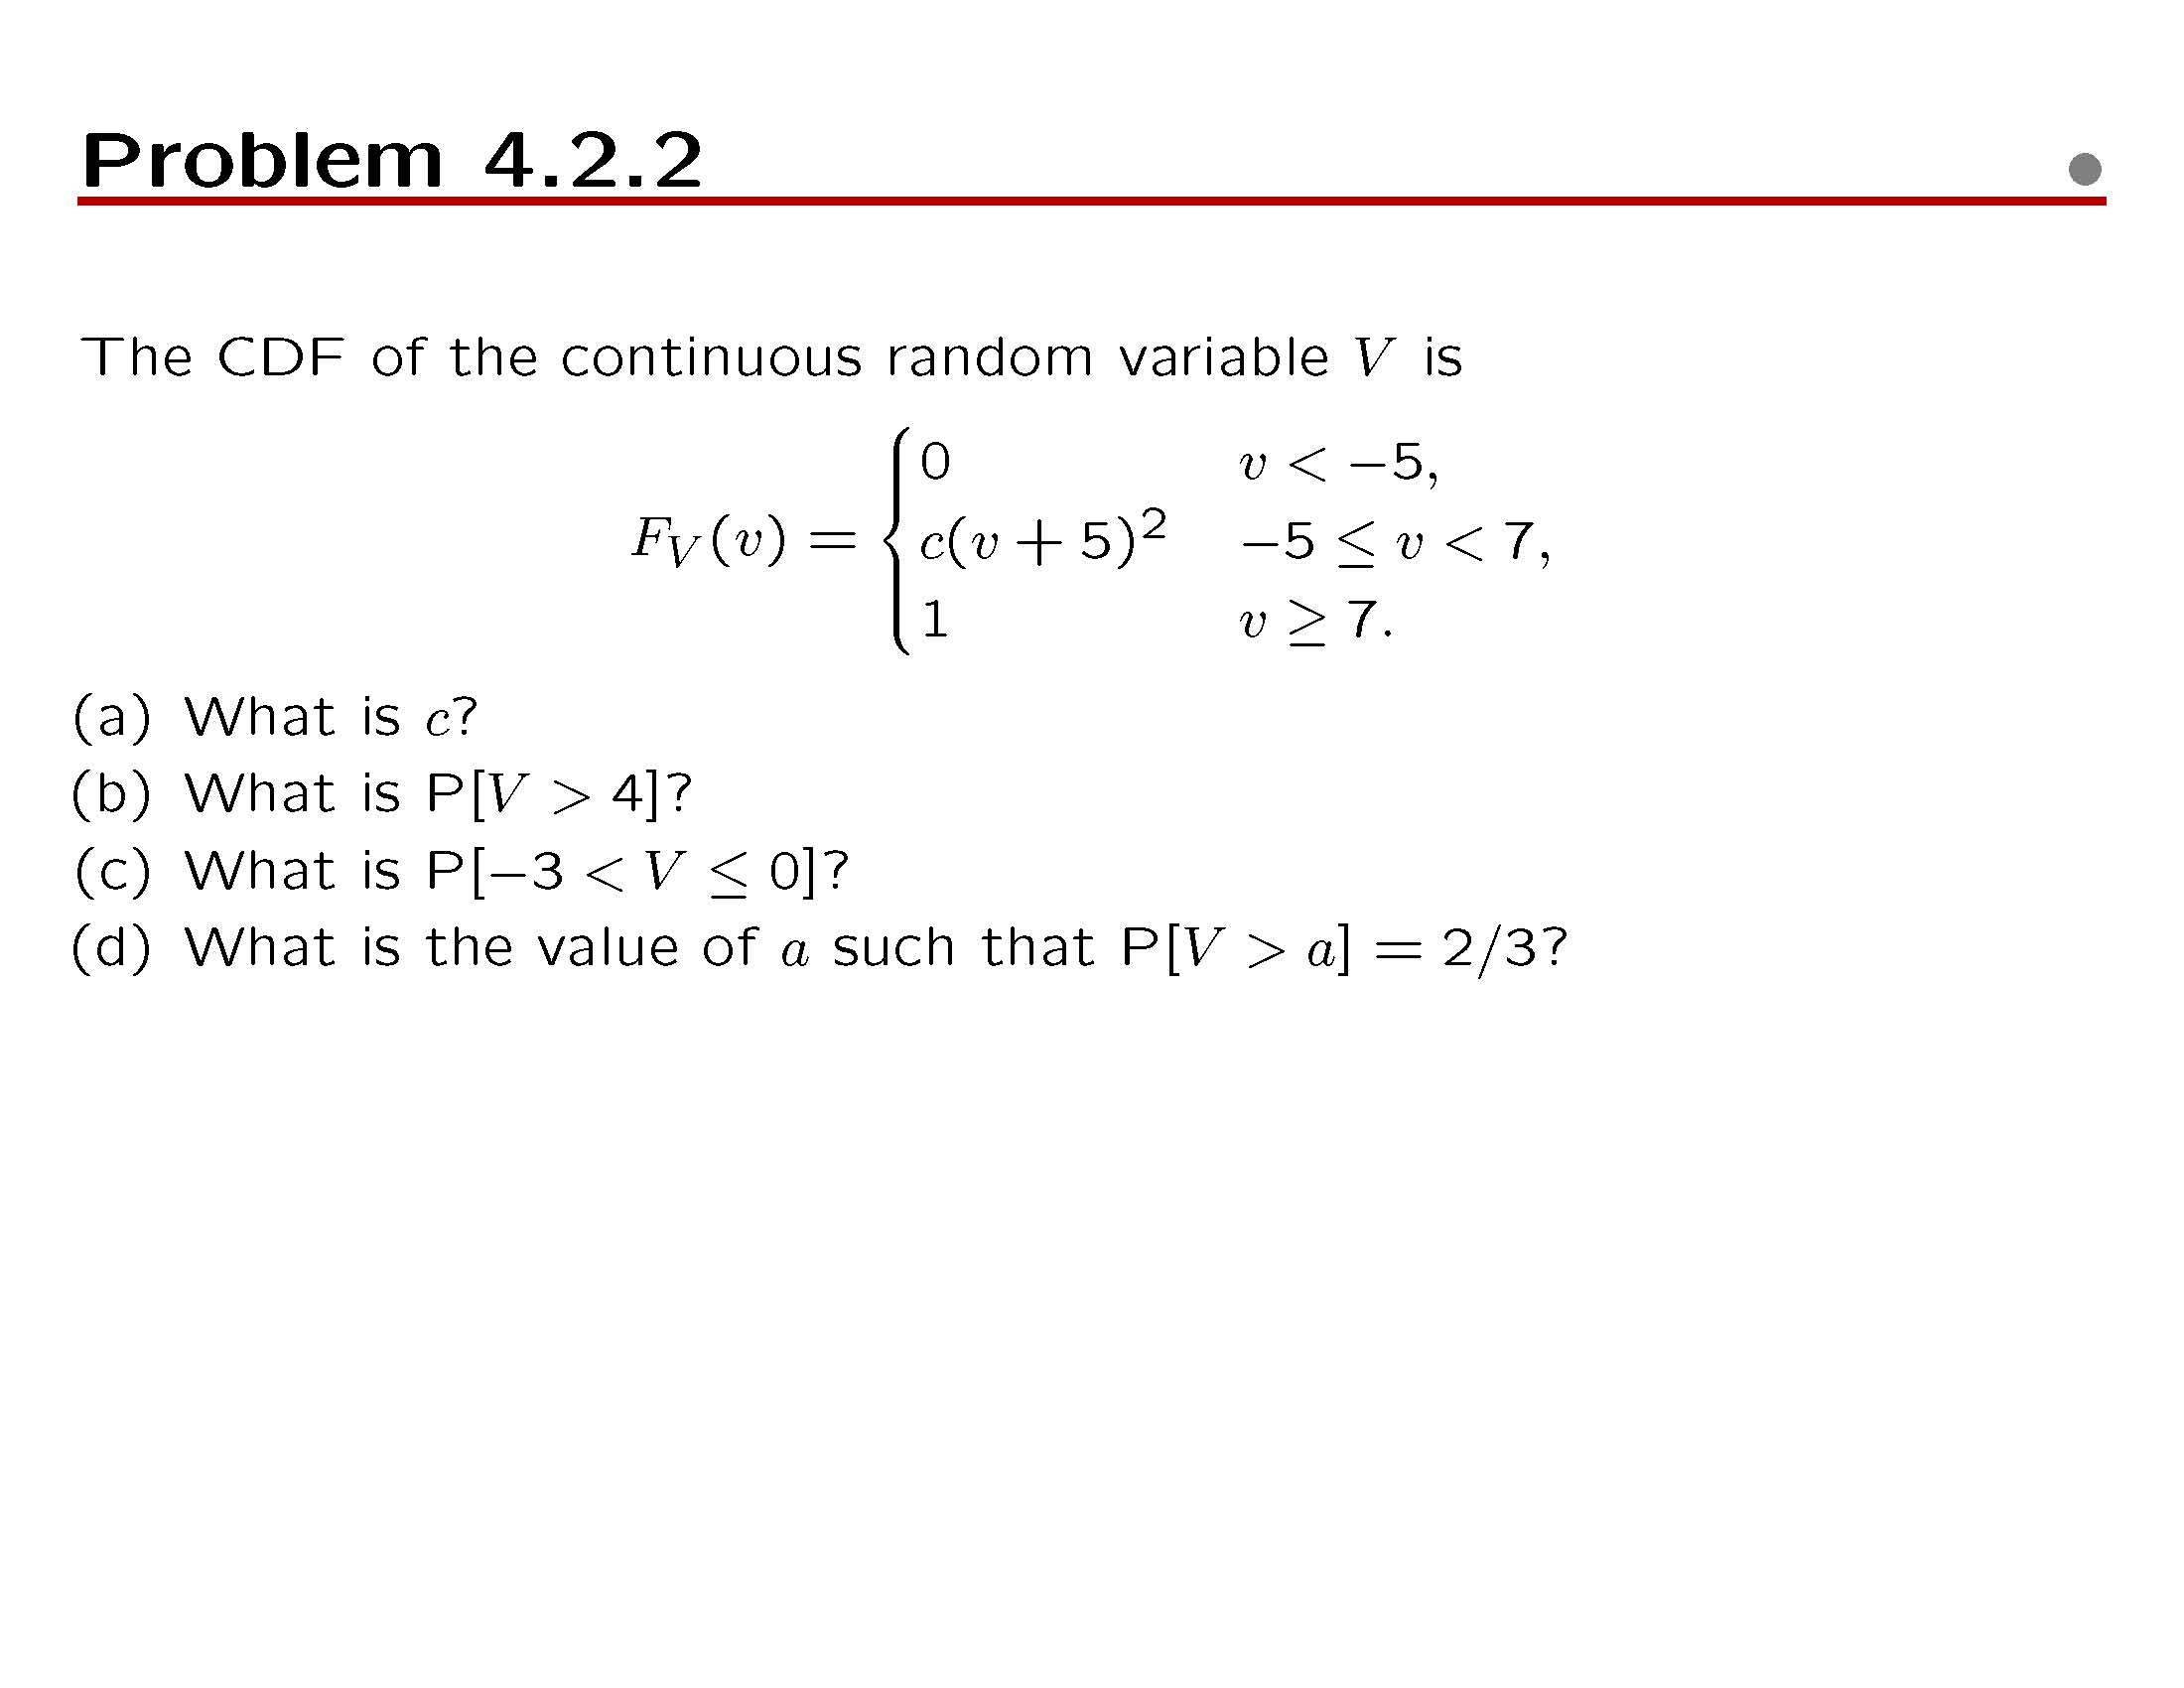 Problem 4.2.2
The CDF of the continuous random variable V is
F_V(v) = { 0 v < −5,
c(v + 5)² −5 ≤ v < 7,
1 v ≥ 7.
(a) What is c?
(b) What is P[V > 4]?
(c) What is P[−3 < V ≤ 0]?
(d) What is the value of a such that P[V > a] = 2/3?